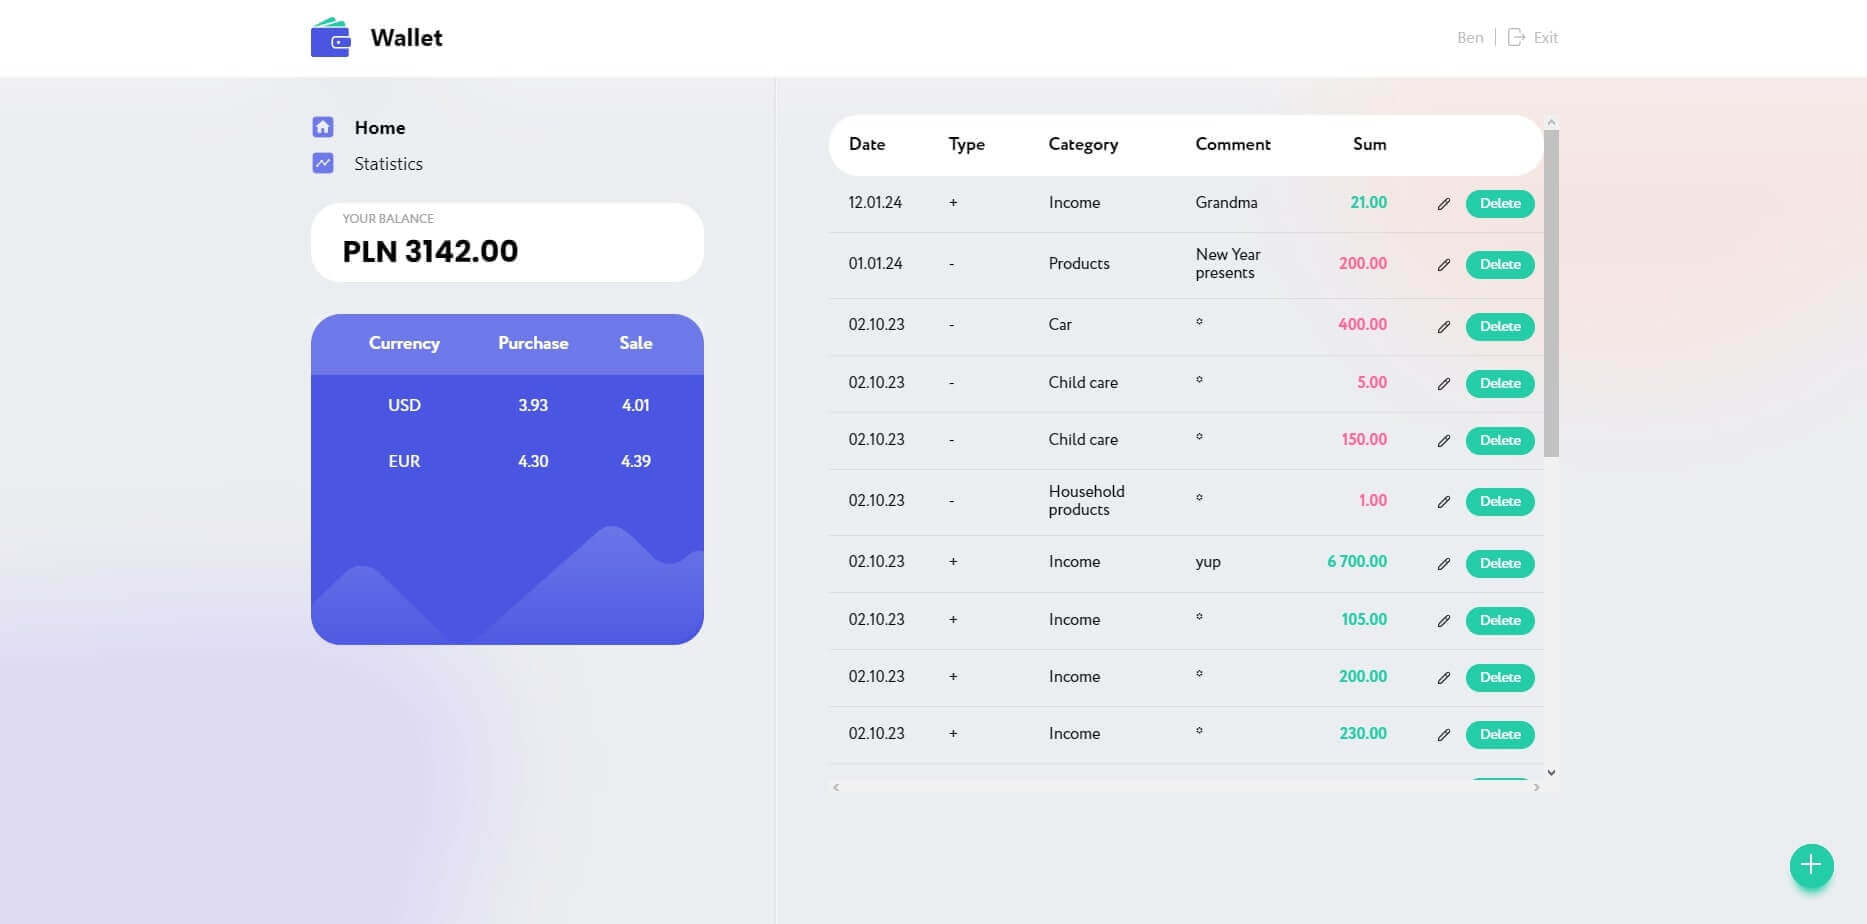 Wallet
Ben | Exit
Home
Statistics
YOUR BALANCE
PLN 3142.00
Currency Purchase Sale
USD 3.93 4.01
EUR 4.30 4.39
Date Type Category Comment Sum
12.01.24 + Income Grandma 21.00 Delete
01.01.24 - Products New Year presents 200.00 Delete
02.10.23 - Car * 400.00 Delete
02.10.23 - Child care * 5.00 Delete
02.10.23 - Child care * 150.00 Delete
02.10.23 - Household products * 1.00 Delete
02.10.23 + Income yup 6 700.00 Delete
02.10.23 + Income * 105.00 Delete
02.10.23 + Income * 200.00 Delete
02.10.23 + Income * 230.00 Delete